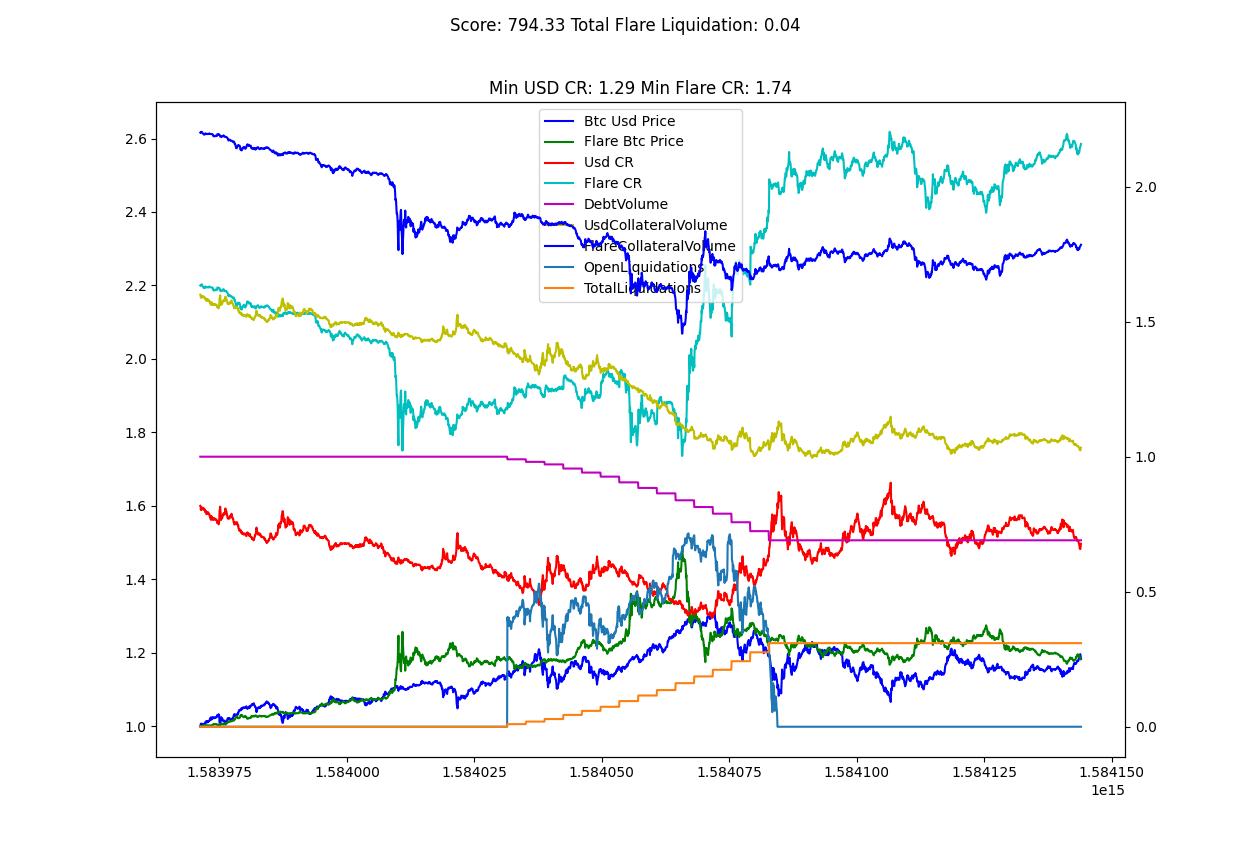 Score: 794.33 Total Flare Liquidation: 0.04
Min USD CR: 1.29 Min Flare CR: 1.74
Btc Usd Price
Flare Btc Price
Usd CR
Flare CR
DebtVolume
UsdCollateralVolume
FlareCollateralVolume
OpenLiquidations
TotalLiquidations
2.6
2.4
2.2
2.0
1.8
1.6
1.4
1.2
1.0
2.0
1.5
1.0
0.5
0.0
1.583975 1.584000 1.584025 1.584050 1.584075 1.584100 1.584125 1.584150
1e15